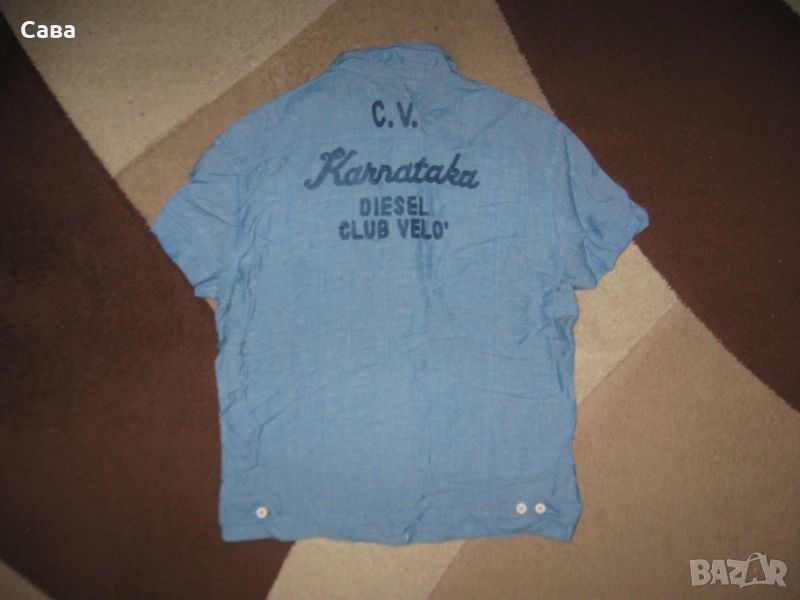 Сава
C.V.
Karnataka
DIESEL
CLUB VELO'
BAZAR